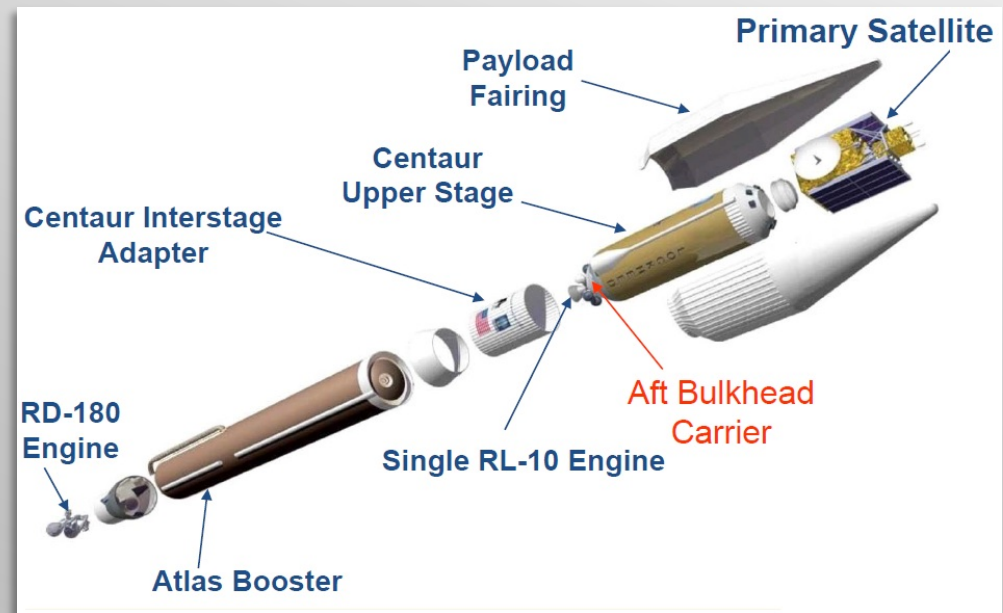 Primary Satellite
Payload
Fairing
Centaur
Upper Stage
Centaur Interstage
Adapter
Aft Bulkhead
Carrier
RD-180
Engine
Single RL-10 Engine
Atlas Booster